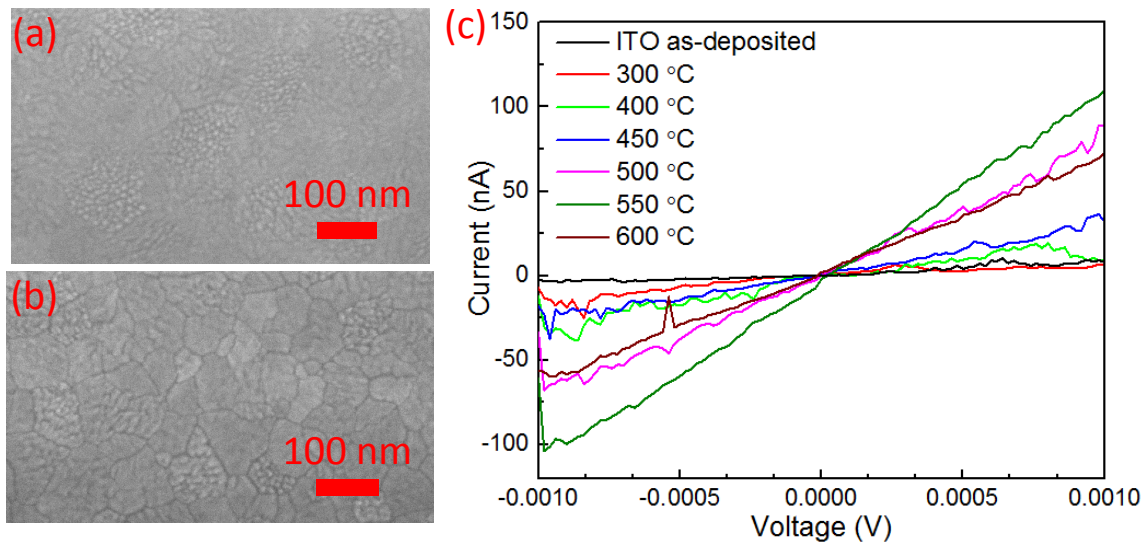 (a)
100 nm
(b)
100 nm
(c)
Current (nA)
150
100
50
0
-50
-100
ITO as-deposited
300 °C
400 °C
450 °C
500 °C
550 °C
600 °C
-0.0010 -0.0005 0.0000 0.0005 0.0010
Voltage (V)